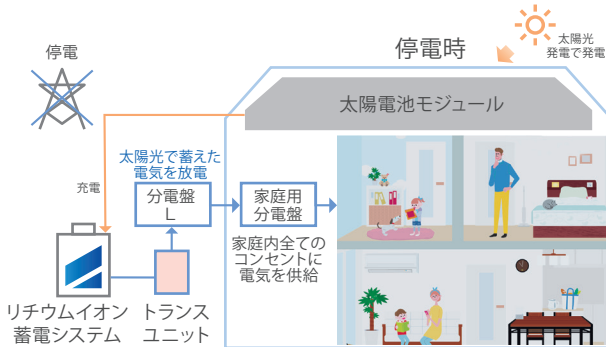 停電
停電時
太陽光
発電で発電
太陽電池モジュール
太陽光で蓄えた
電気を放電
充電
分電盤
L
家庭用
分電盤
家庭内全ての
コンセントに
電気を供給
リチウムイオン
蓄電システム
トランス
ユニット